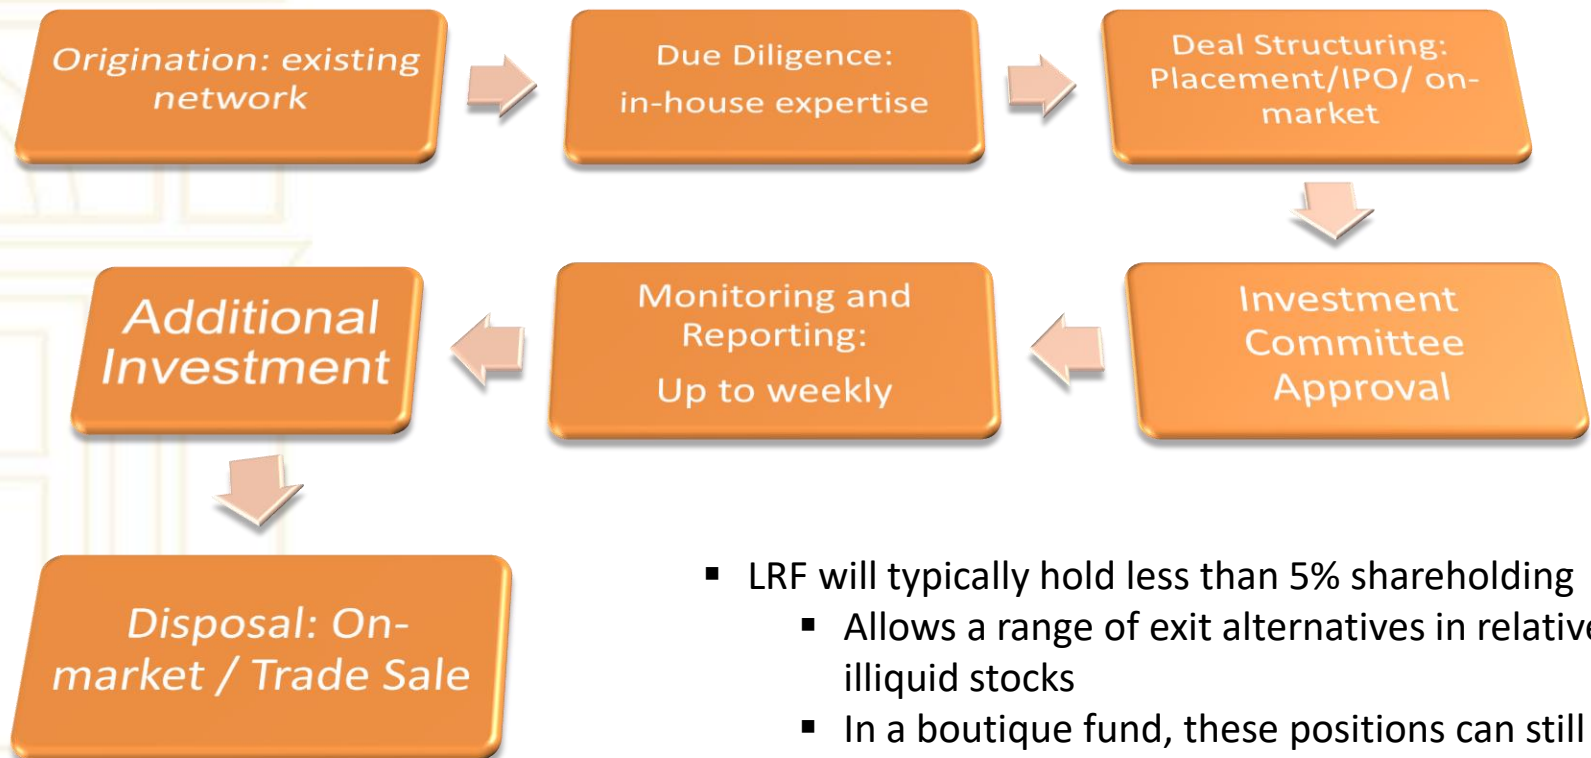 Origination: existing
network
Due Diligence:
in-house expertise
Deal Structuring:
Placement/IPO/ on-
market
Investment
Committee
Approval
Monitoring and
Reporting:
Up to weekly
Additional
Investment
Disposal: On-
market / Trade Sale
▪ LRF will typically hold less than 5% shareholding
▪ Allows a range of exit alternatives in
illiquid stocks
▪ In a boutique fund, these positions can still